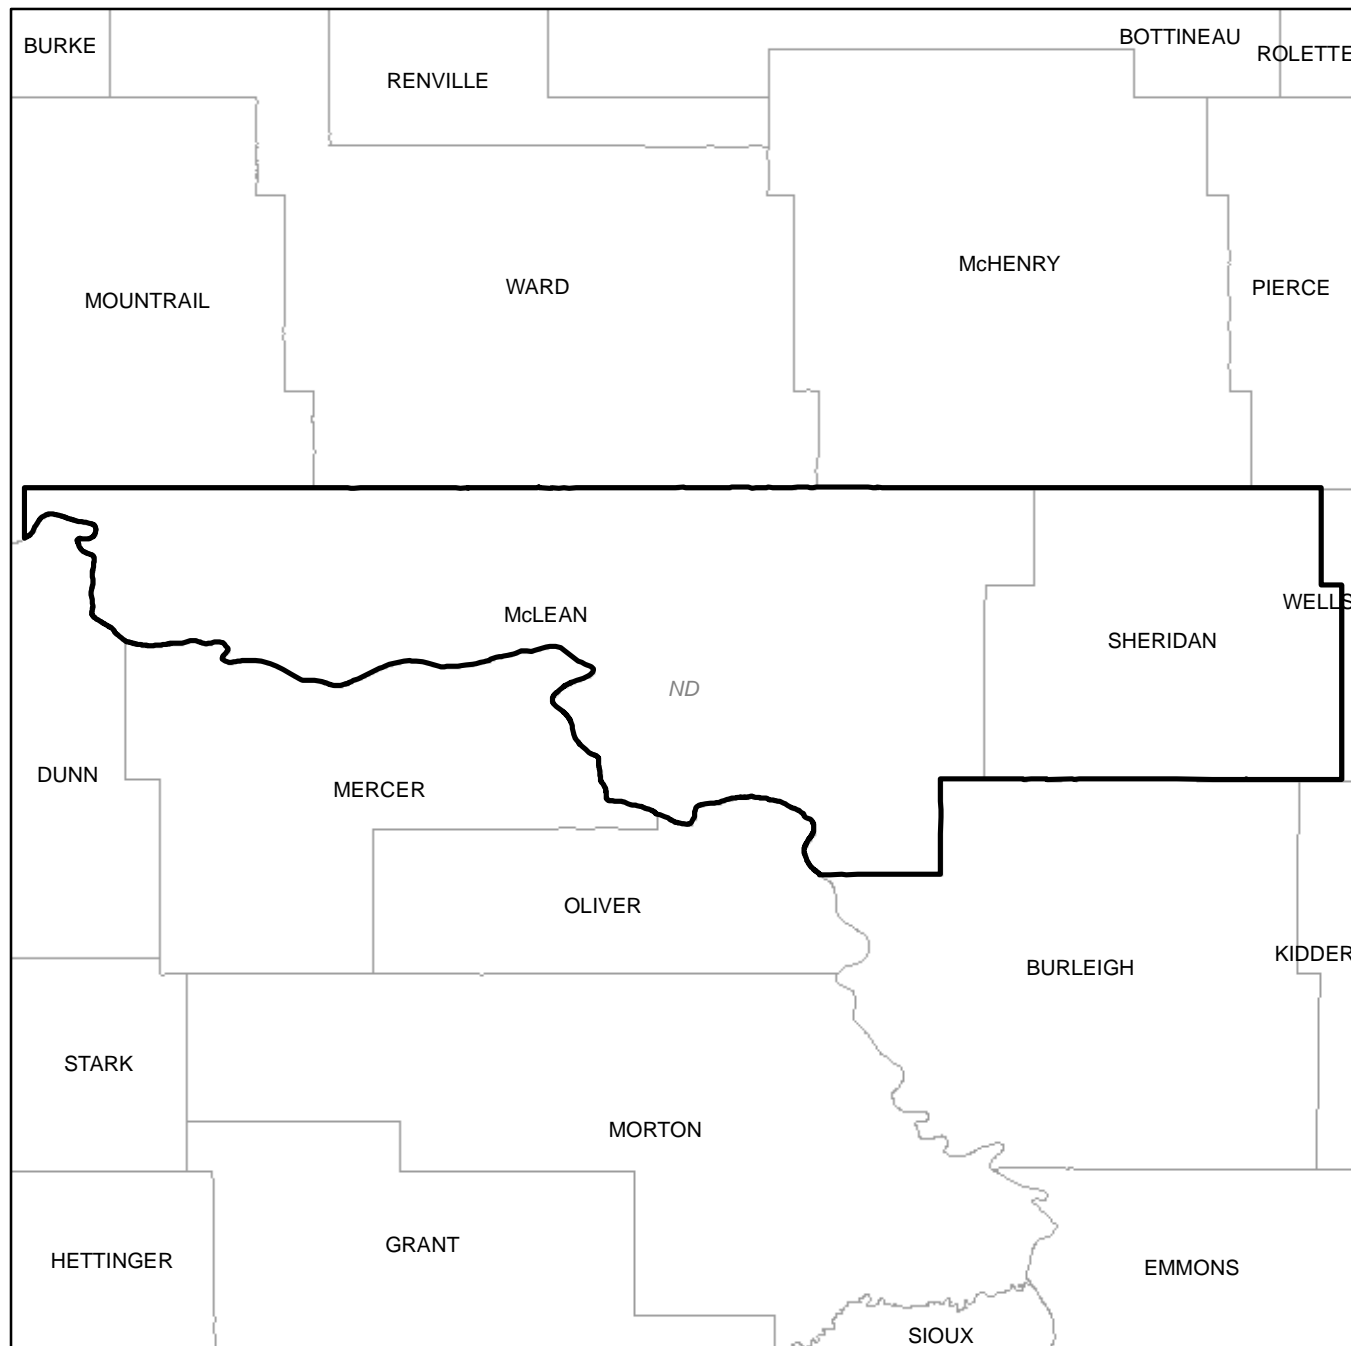 BURKE
BOTTINEAU
ROLETTE
RENVILLE
McHENRY
WARD
PIERCE
MOUNTRAIL
WELLS
McLEAN
SHERIDAN
ND
DUNN
MERCER
OLIVER
KIDDER
BURLEIGH
STARK
MORTON
GRANT
HETTINGER
EMMONS
SIOUX